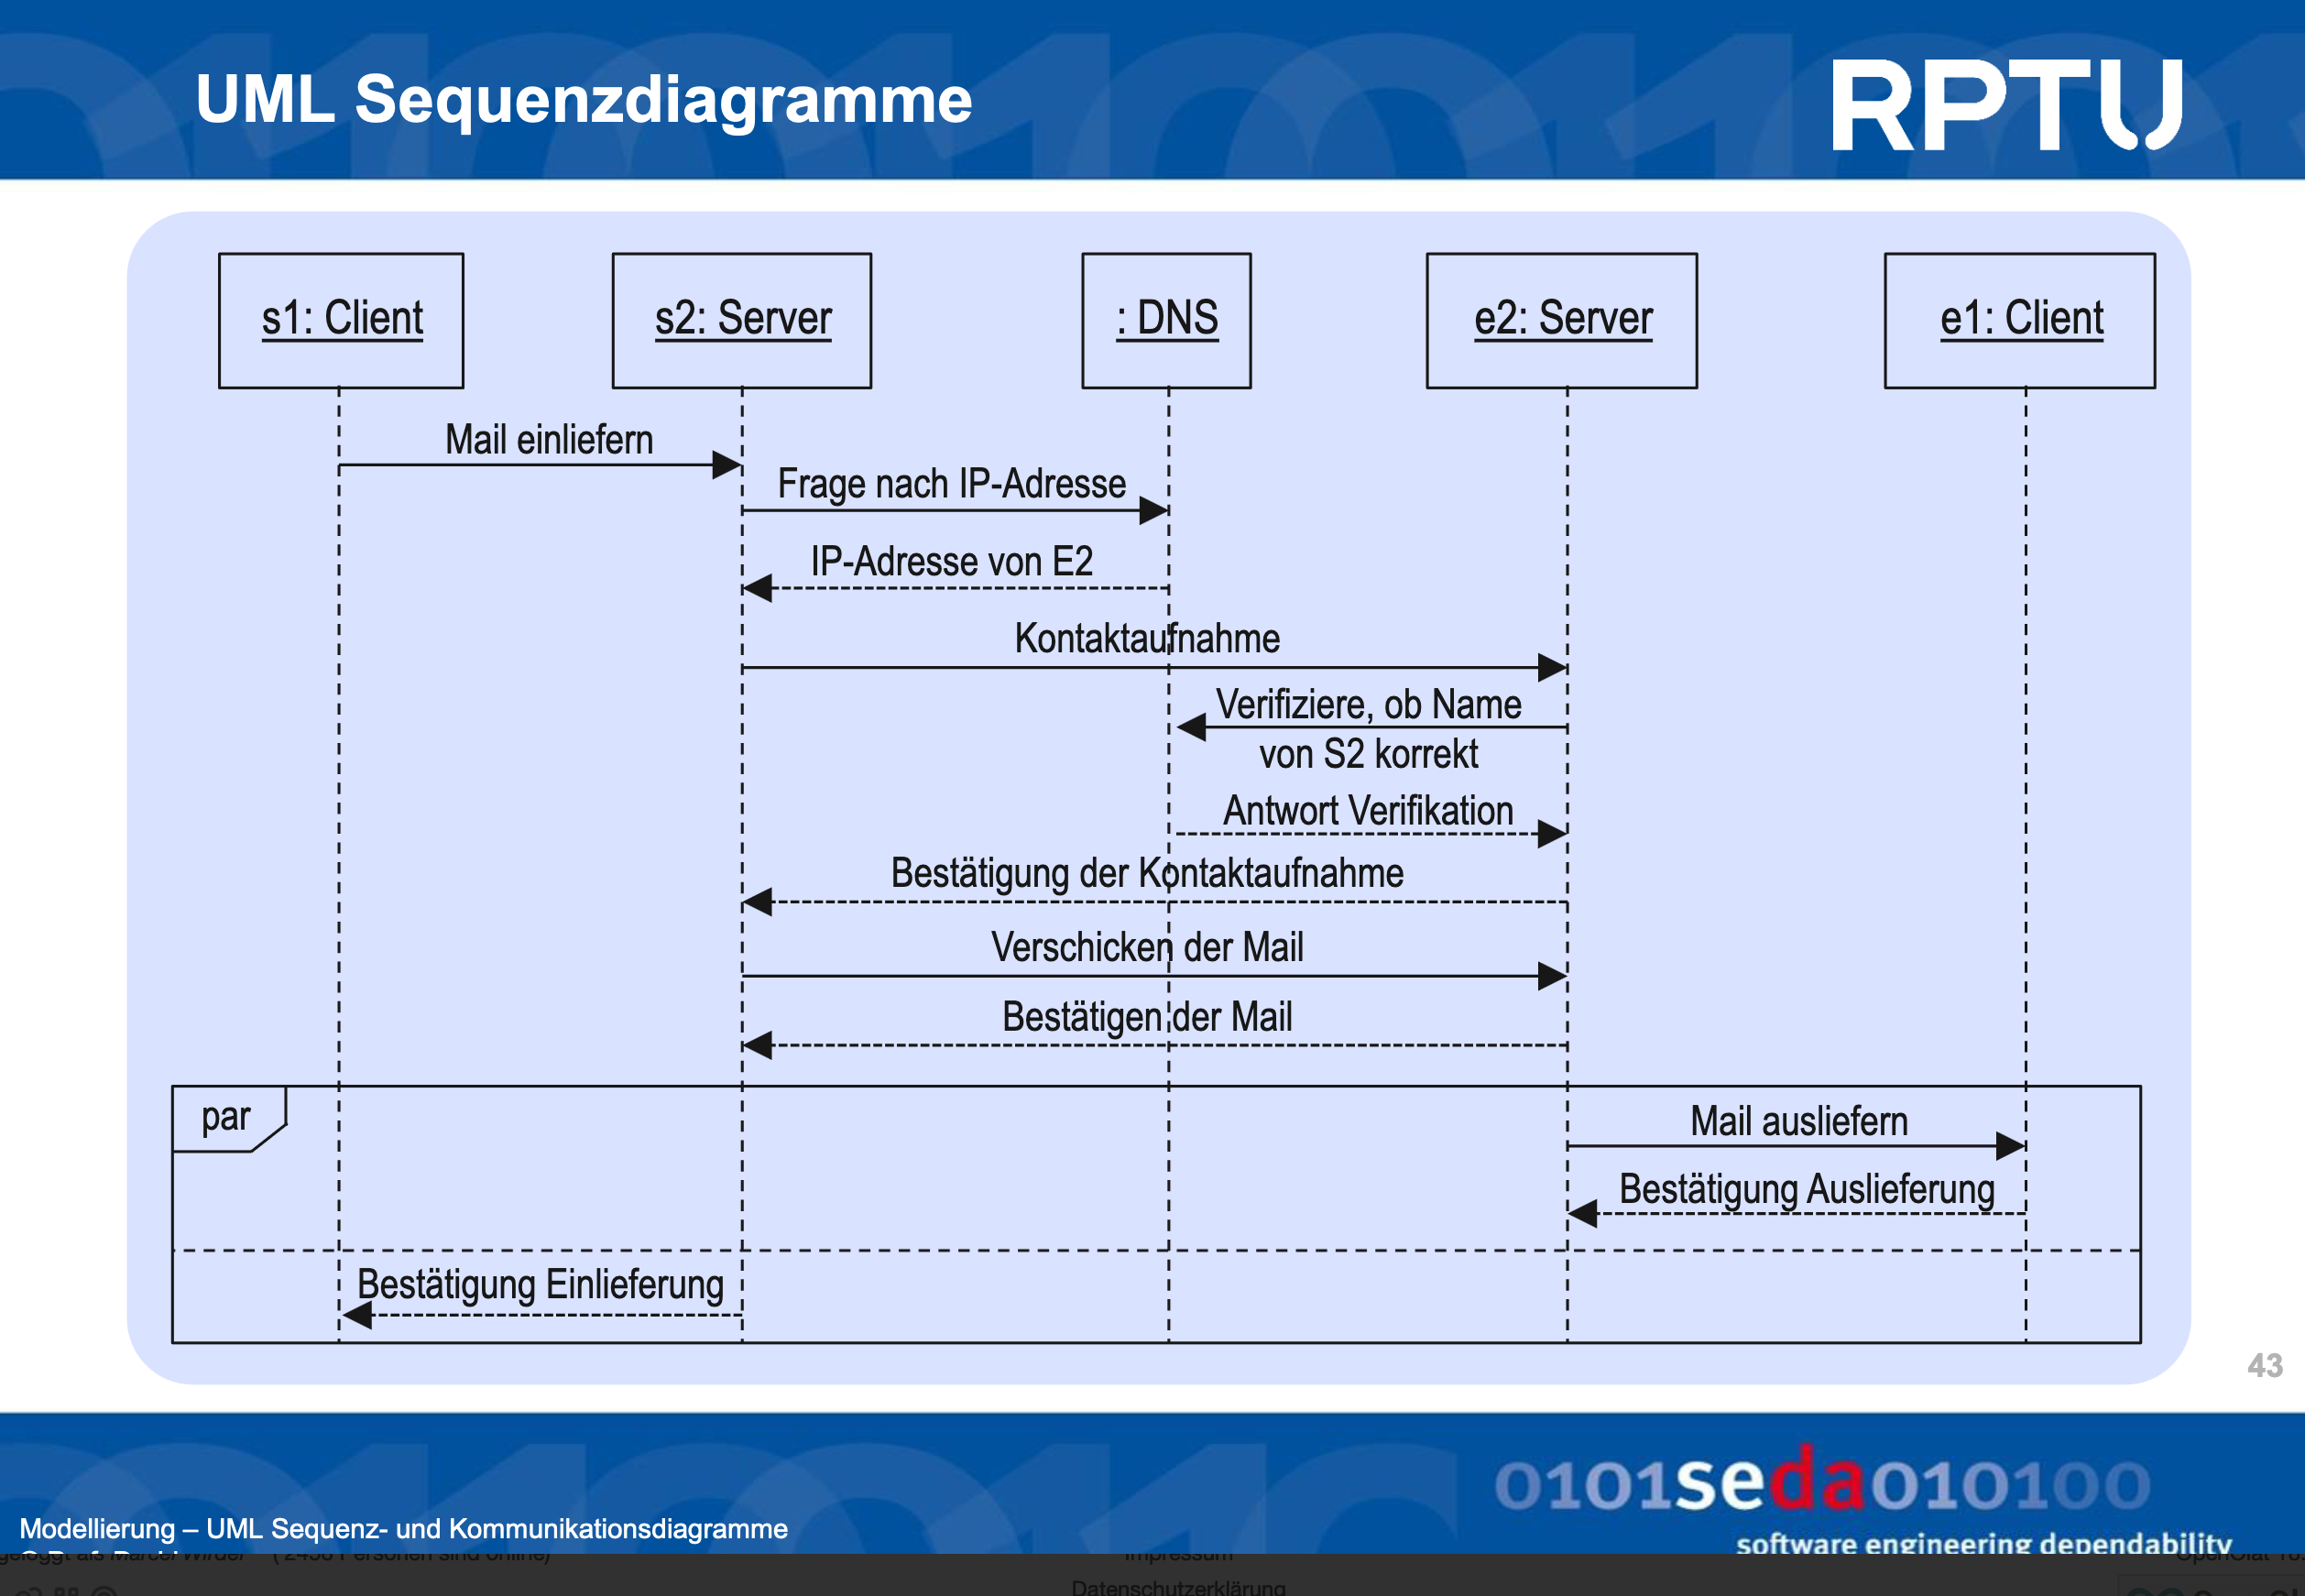 UML Sequenzdiagramme
RPTU
s1: Client
s2: Server
: DNS
e2: Server
e1: Client
Mail einliefern
Frage nach IP-Adresse
IP-Adresse von E2
Kontaktaufnahme
Verifiziere, ob Name
von S2 korrekt
Antwort Verifikation
Bestätigung der Kontaktaufnahme
Verschicken der Mail
Bestätigen der Mail
par
Mail ausliefern
Bestätigung Auslieferung
Bestätigung Einlieferung
43
0101seda010100
software engineering dependability
Modellierung – UML Sequenz- und Kommunikationsdiagramme
Impressum
Datenschutzerklärung